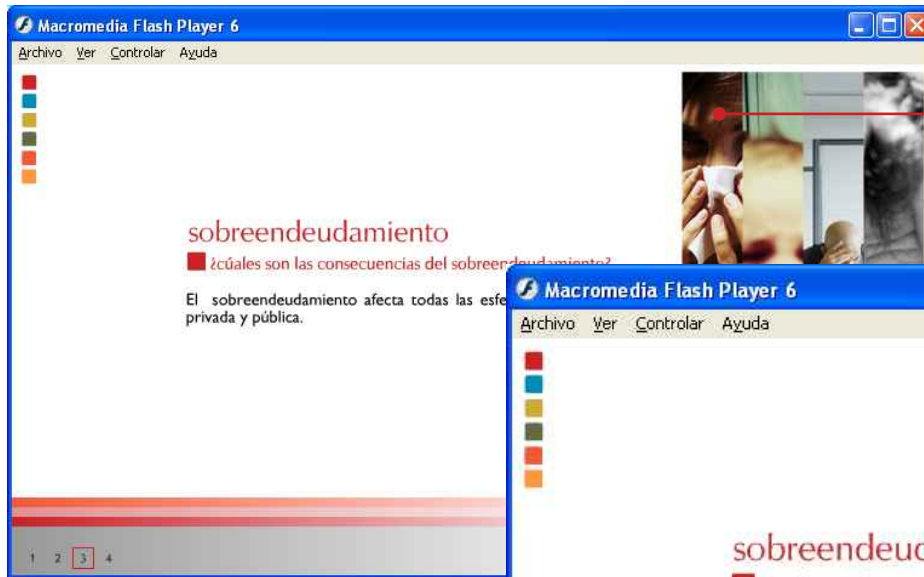 Macromedia Flash Player 6
Archivo Ver Controlar Ayuda
sobreendeudamiento
¿cúales son las consecuencias del sobreendeudamiento?
El sobreendeudamiento afecta todas las esfe
privada y pública.
1 2 3 4
Macromedia Flash Player 6
Archivo Ver Controlar Ayuda
sobreendeud